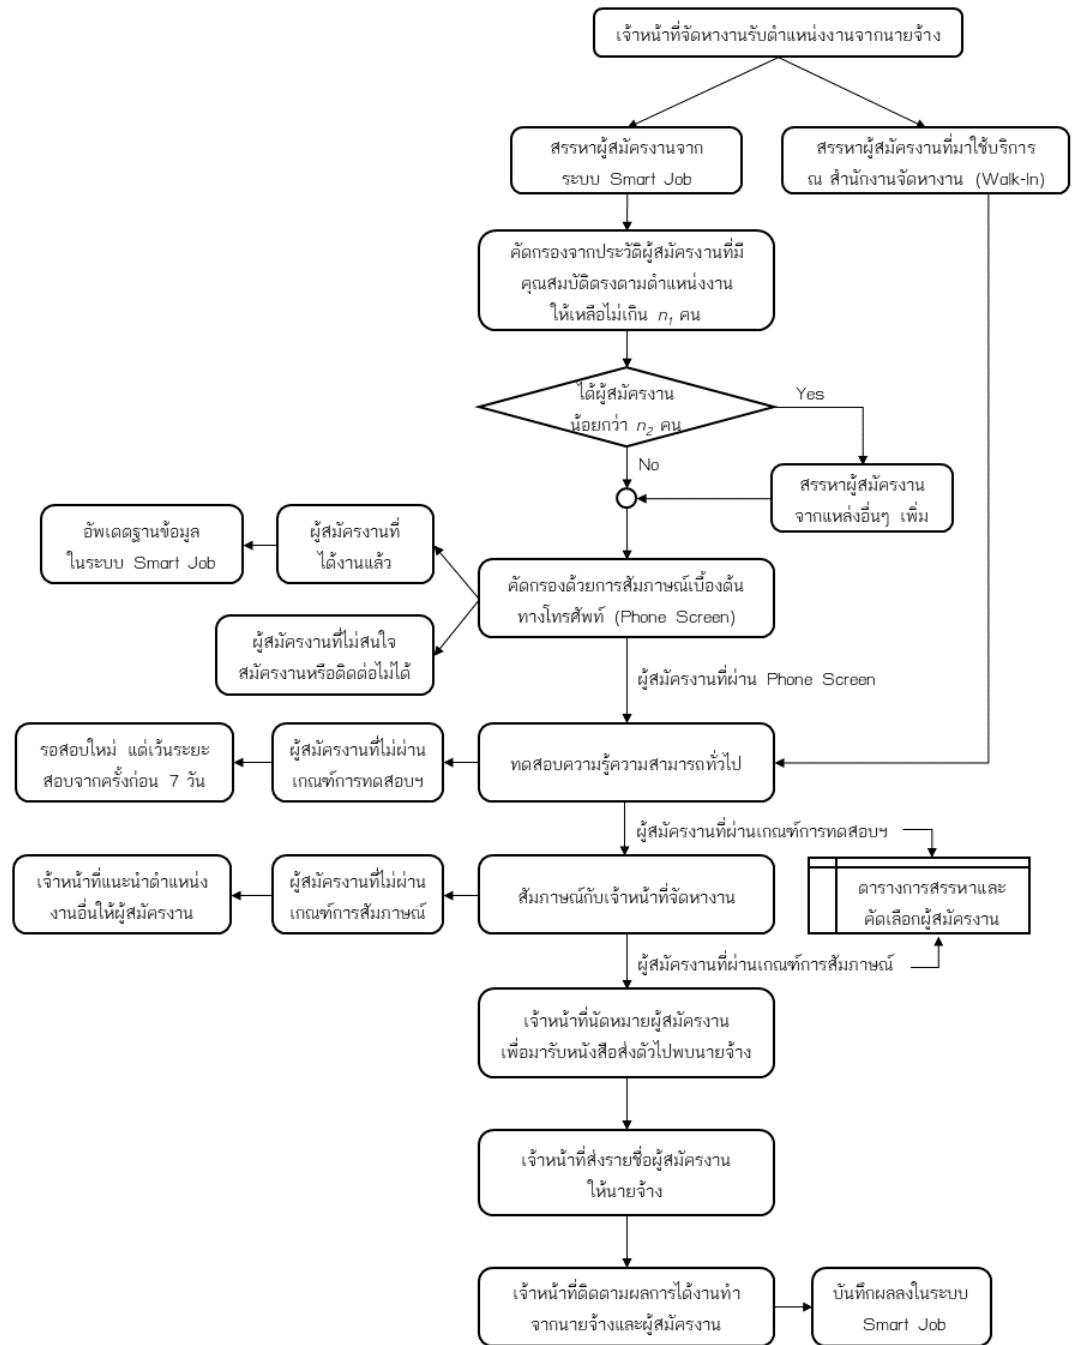 เจ้าหน้าที่จัดหางานรับตำแหน่งงานจากนายจ้าง
สรรหาผู้สมัครงานจาก
ระบบ Smart Job
สรรหาผู้สมัครงานที่มาใช้บริการ
ณ สำนักงานจัดหางาน (Walk-In)
คัดกรองจากประวัติผู้สมัครงานที่มี
คุณสมบัติตรงตามตำแหน่งงาน
ให้เหลือไม่เกิน n₁ คน
ได้ผู้สมัครงาน
น้อยกว่า n₂ คน
Yes
No
สรรหาผู้สมัครงาน
จากแหล่งอื่นๆ เพิ่ม
อัพเดตฐานข้อมูล
ในระบบ Smart Job
ผู้สมัครงานที่
ได้งานแล้ว
คัดกรองด้วยการสัมภาษณ์เบื้องต้น
ทางโทรศัพท์ (Phone Screen)
ผู้สมัครงานที่ไม่สนใจ
สมัครงานหรือติดต่อไม่ได้
ผู้สมัครงานที่ผ่าน Phone Screen
รอสอบใหม่ แต่เว้นระยะ
สอบจากครั้งก่อน 7 วัน
ผู้สมัครงานที่ไม่ผ่าน
เกณฑ์การทดสอบฯ
ทดสอบความรู้ความสามารถทั่วไป
ผู้สมัครงานที่ผ่านเกณฑ์การทดสอบฯ
เจ้าหน้าที่แนะนำตำแหน่ง
งานอื่นให้ผู้สมัครงาน
ผู้สมัครงานที่ไม่ผ่าน
เกณฑ์การสัมภาษณ์
สัมภาษณ์กับเจ้าหน้าที่จัดหางาน
ตารางการสรรหาและ
คัดเลือกผู้สมัครงาน
ผู้สมัครงานที่ผ่านเกณฑ์การสัมภาษณ์
เจ้าหน้าที่นัดหมายผู้สมัครงาน
เพื่อมารับหนังสือส่งตัวไปพบนายจ้าง
เจ้าหน้าที่ส่งรายชื่อผู้สมัครงาน
ให้นายจ้าง
เจ้าหน้าที่ติดตามผลการได้งานทำ
จากนายจ้างและผู้สมัครงาน
บันทึกผลลงในระบบ
Smart Job